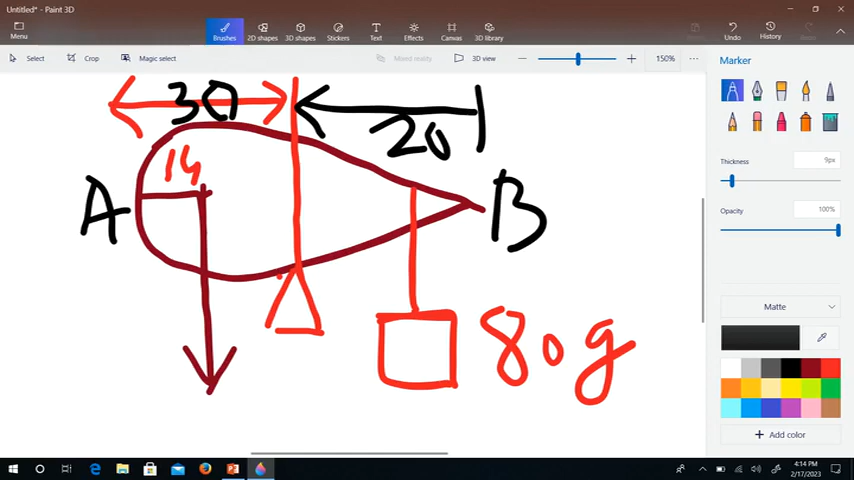 Untitled* - Paint 3D
Menu
Brushes
2D shapes
3D shapes
Stickers
Text
Effects
Canvas
3D library
Undo
History
Redo
Select
Crop
Magic select
Mixed reality
3D view
150%
Marker
Thickness
9px
Opacity
100%
Matte
Add color
30
20
14
A
B
80g
4:14 PM
2/17/2023